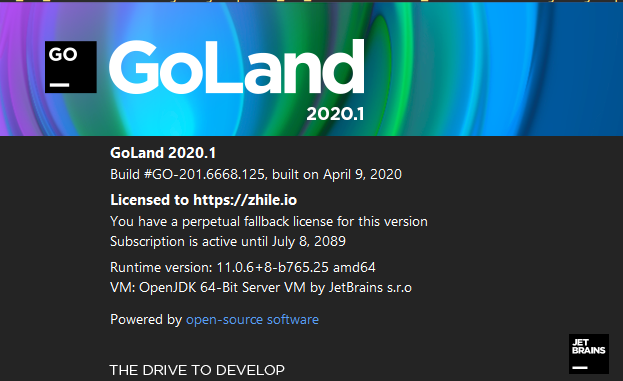 GO
GoLand
2020.1
GoLand 2020.1
Build #GO-201.6668.125, built on April 9, 2020
Licensed to https://zhile.io
You have a perpetual fallback license for this version
Subscription is active until July 8, 2089
Runtime version: 11.0.6+8-b765.25 amd64
VM: OpenJDK 64-Bit Server VM by JetBrains s.r.o
Powered by open-source software
JET
BRAINS
THE DRIVE TO DEVELOP